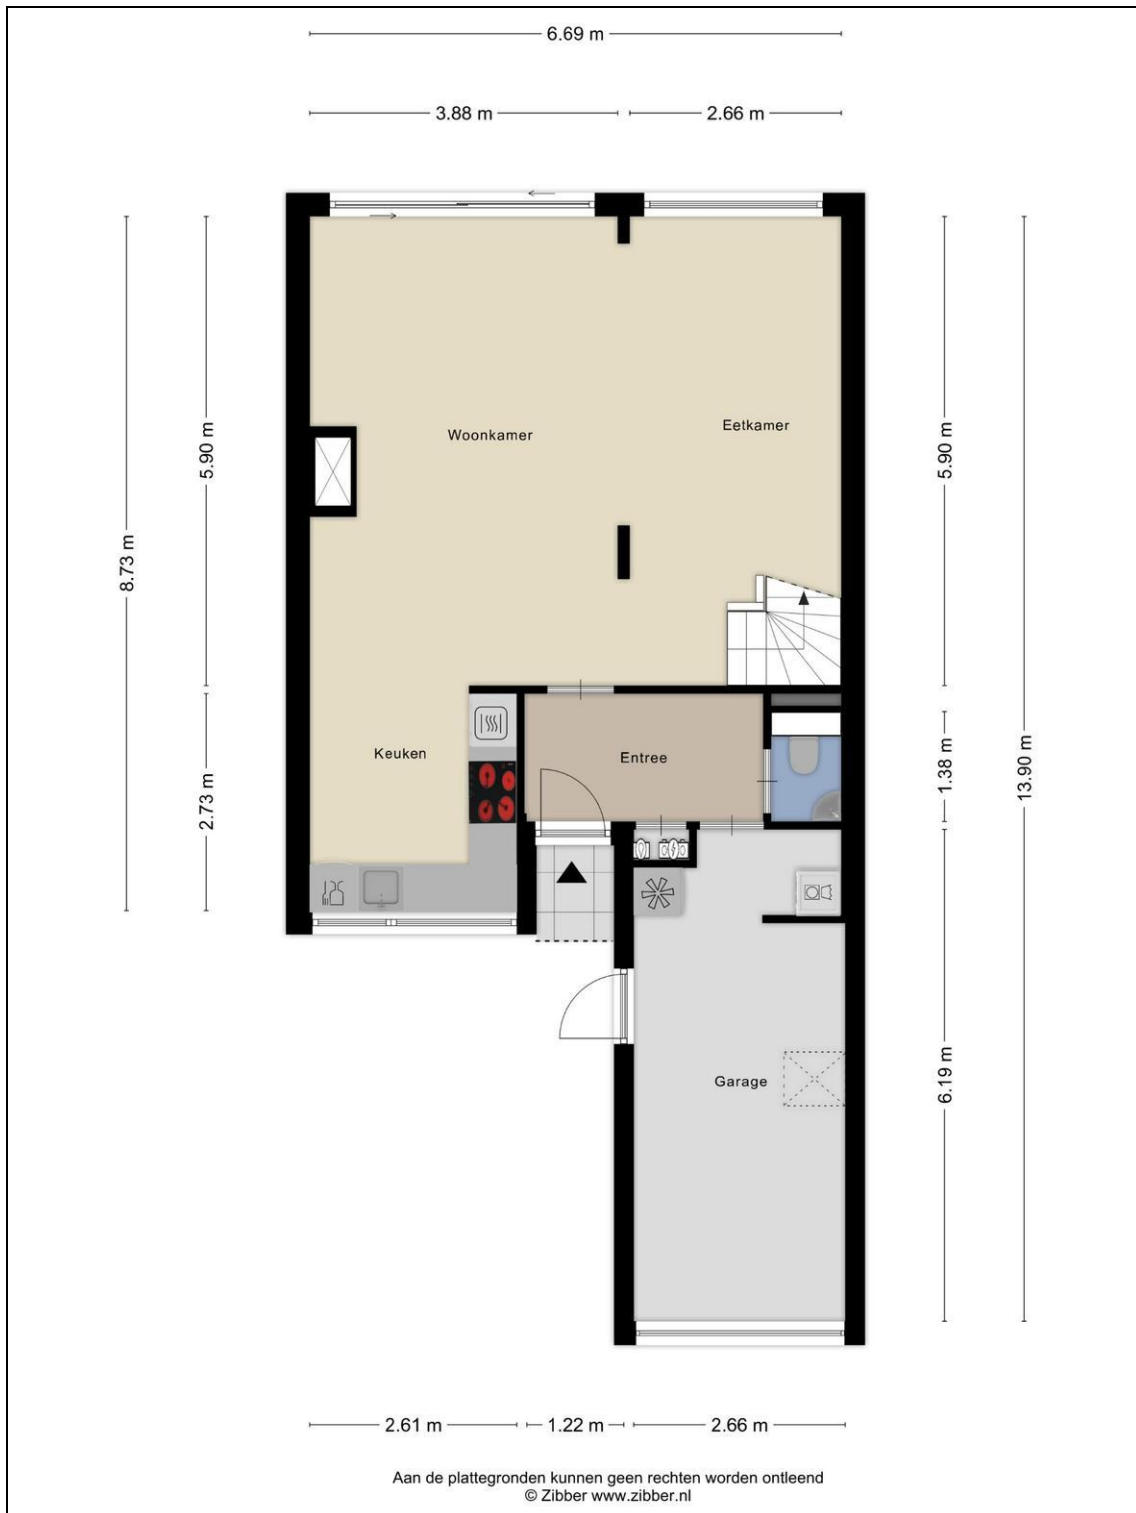 6.69 m
3.88 m
2.66 m
Woonkamer
Eetkamer
5.90 m
5.90 m
8.73 m
Keuken
Entree
2.73 m
1.38 m
13.90 m
Garage
6.19 m
2.61 m
1.22 m
2.66 m
Aan de plattegronden kunnen geen rechten worden ontleend
© Zibber www.zibber.nl